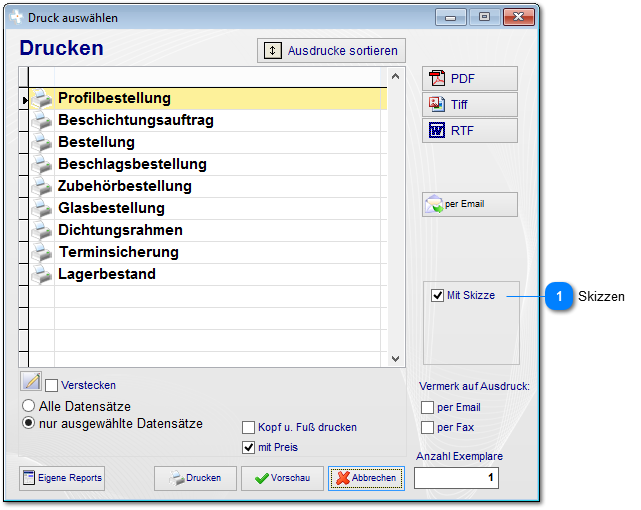 Druck auswählen
Drucken
Ausdrucke sortieren
Profilbestellung
Beschichtungsauftrag
Bestellung
Beschlagsbestellung
Zubehörbestellung
Glasbestellung
Dichtungsrahmen
Terminsicherung
Lagerbestand
PDF
Tiff
RTF
per Email
Mit Skizze
1 Skizzen
Verstecken
Alle Datensätze
nur ausgewählte Datensätze
Kopf u. Fuß drucken
mit Preis
Vermerk auf Ausdruck:
per Email
per Fax
Anzahl Exemplare
1
Eigene Reports
Drucken
Vorschau
Abbrechen